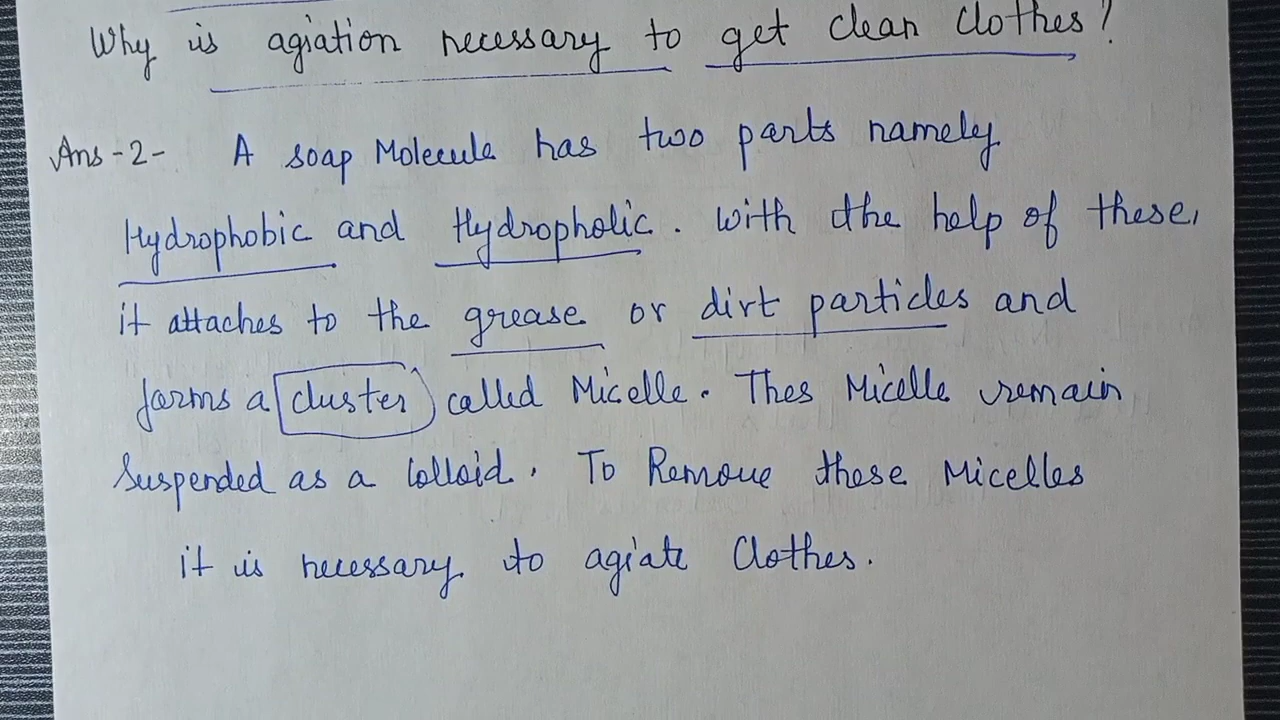 Why is agiation necessary to get clean clothes?
Ans-2- A soap Molecule has two parts namely
Hydrophobic and Hydropholic. With the help of these,
it attaches to the grease or dirt particles and
forms a cluster called Micelle. Thes Micelle remain
suspended as a colloid. To Remove these Micelles
it is necessary to agiate Clothes.